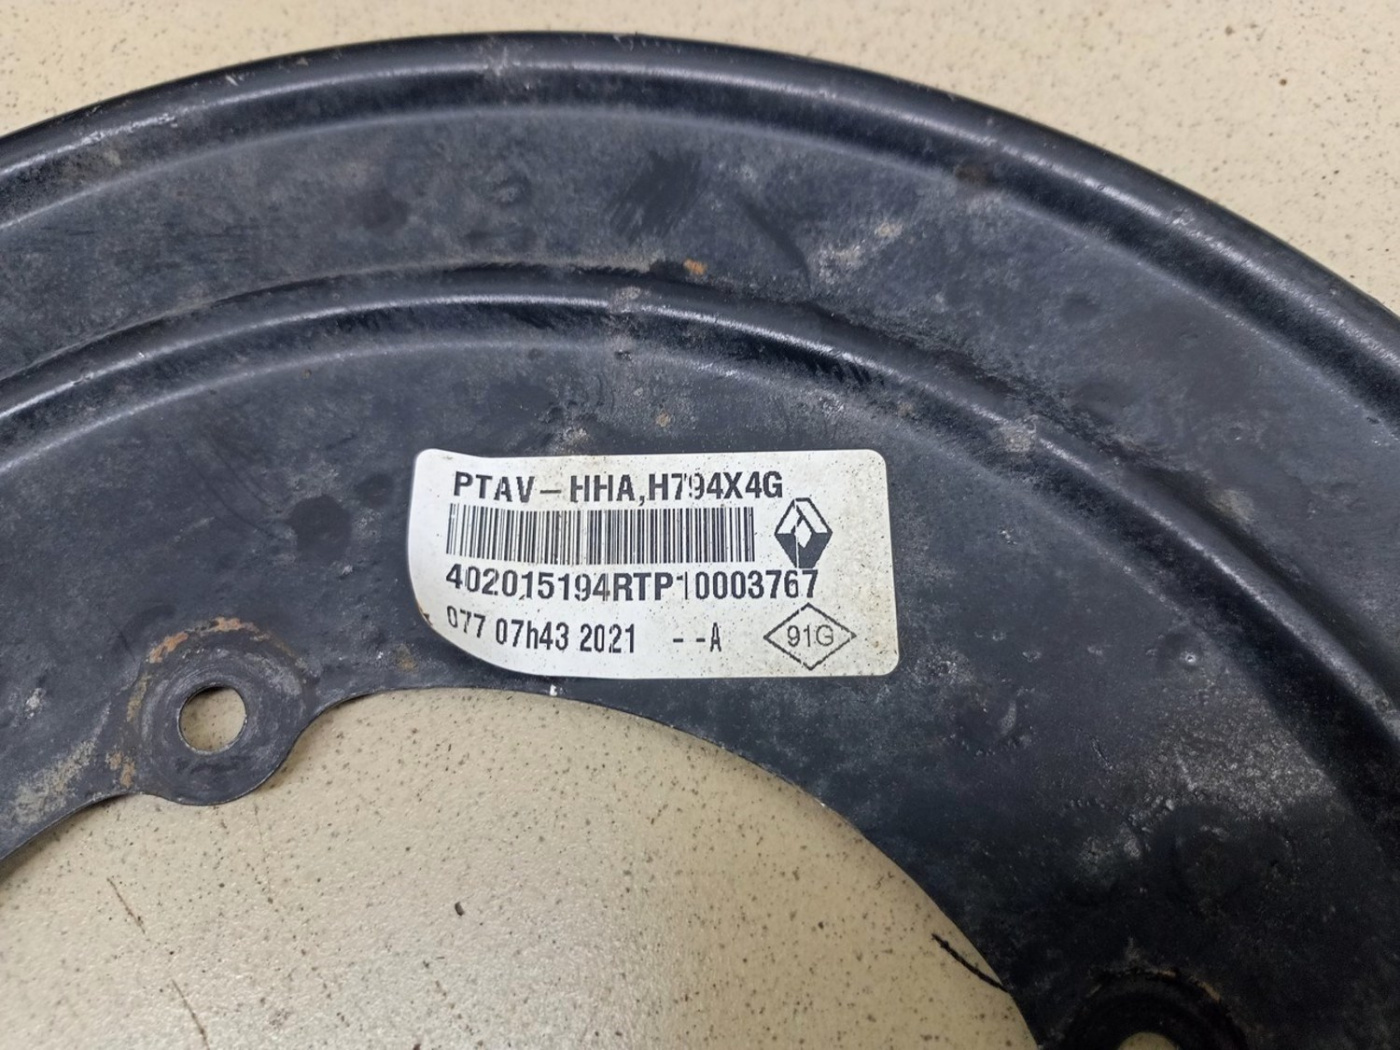 PTAV-HHA,H794X4G
402015194RTP10003767
077 07h43 2021 --A
91G